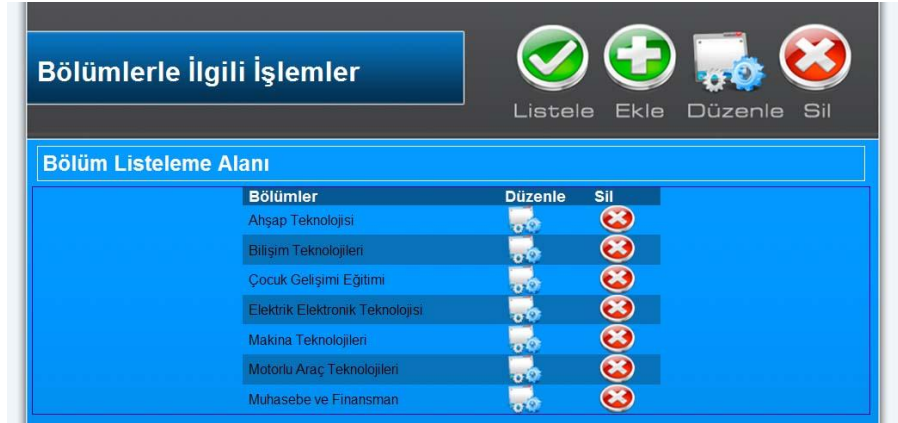 Bölümlerle İlgili İşlemler
Listele Ekle Düzenle Sil
Bölüm Listeleme Alanı
Bölümler Düzenle Sil
Ahşap Teknolojisi
Bilişim Teknolojileri
Çocuk Gelişimi Eğitimi
Elektrik Elektronik Teknolojisi
Makina Teknolojileri
Motorlu Araç Teknolojileri
Muhasebe ve Finansman